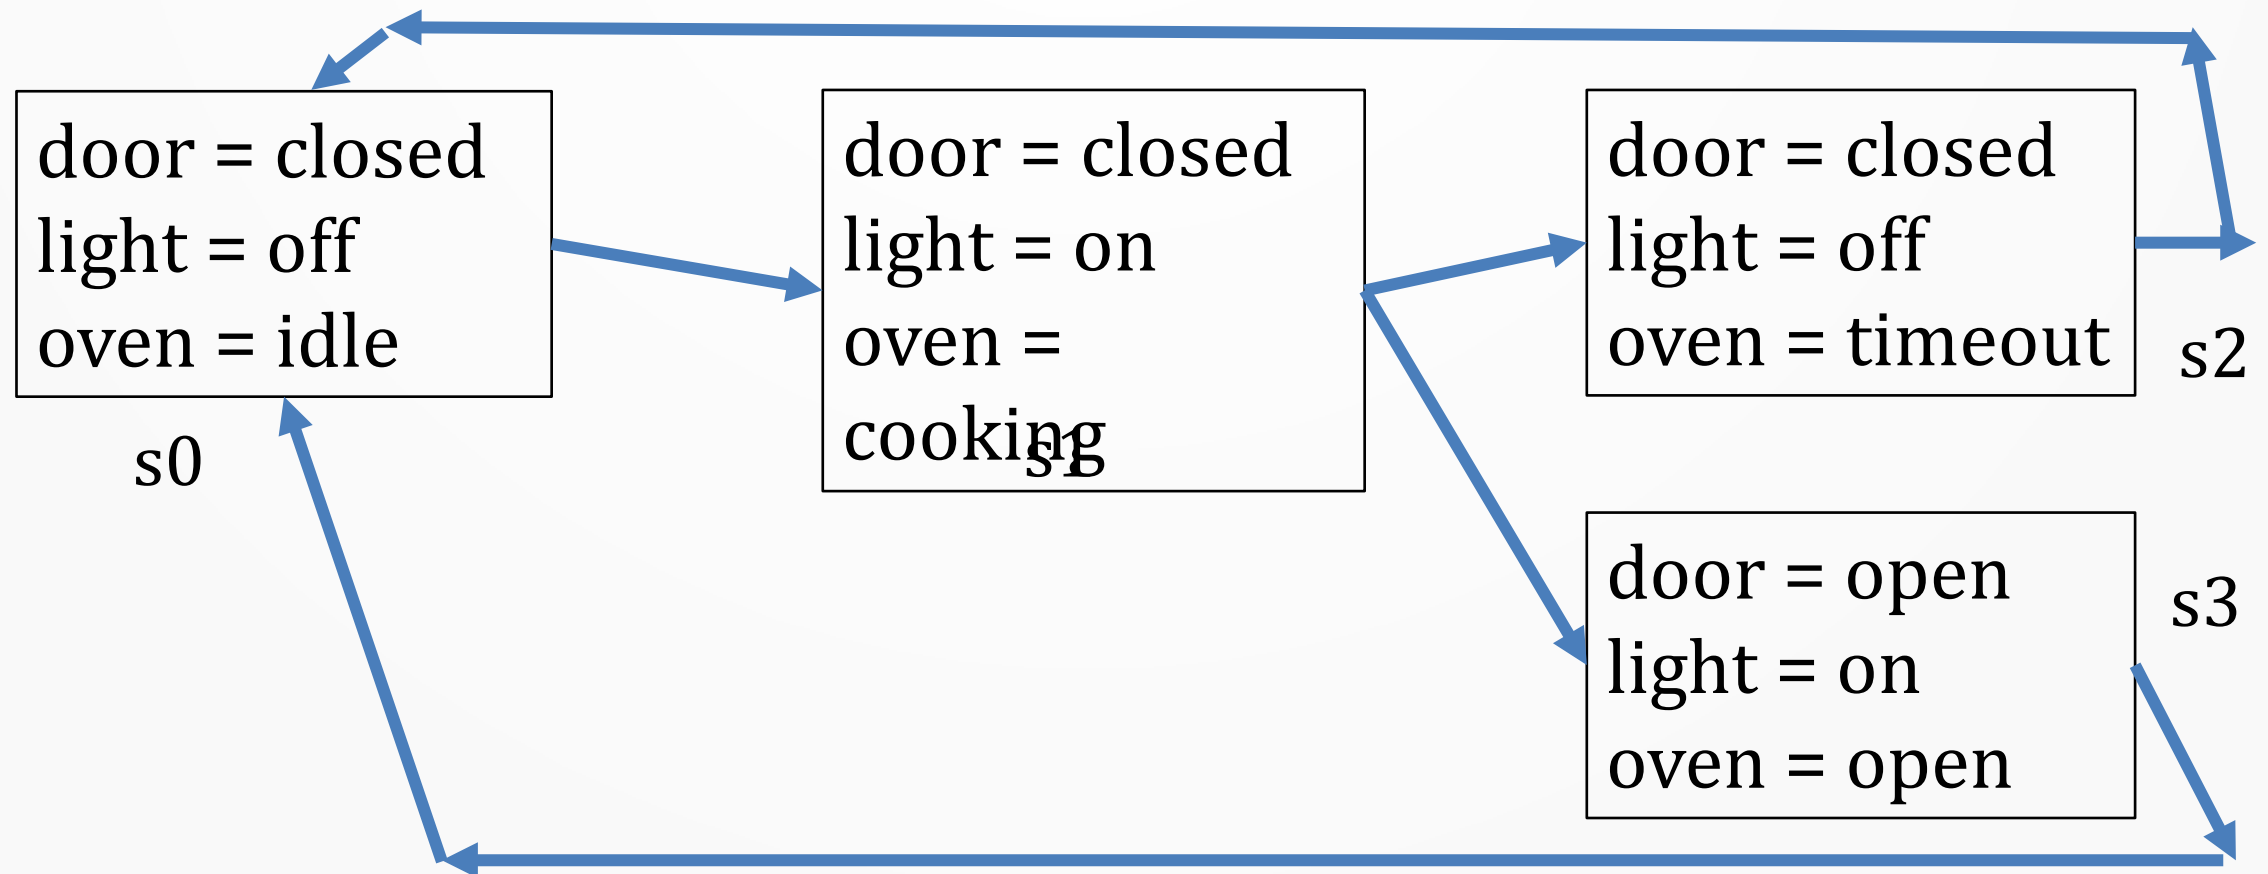 door = closed
light = off
oven = idle
s0
door = closed
light = on
oven =
cooking
s1
door = closed
light = off
oven = timeout
s2
door = open
light = on
oven = open
s3